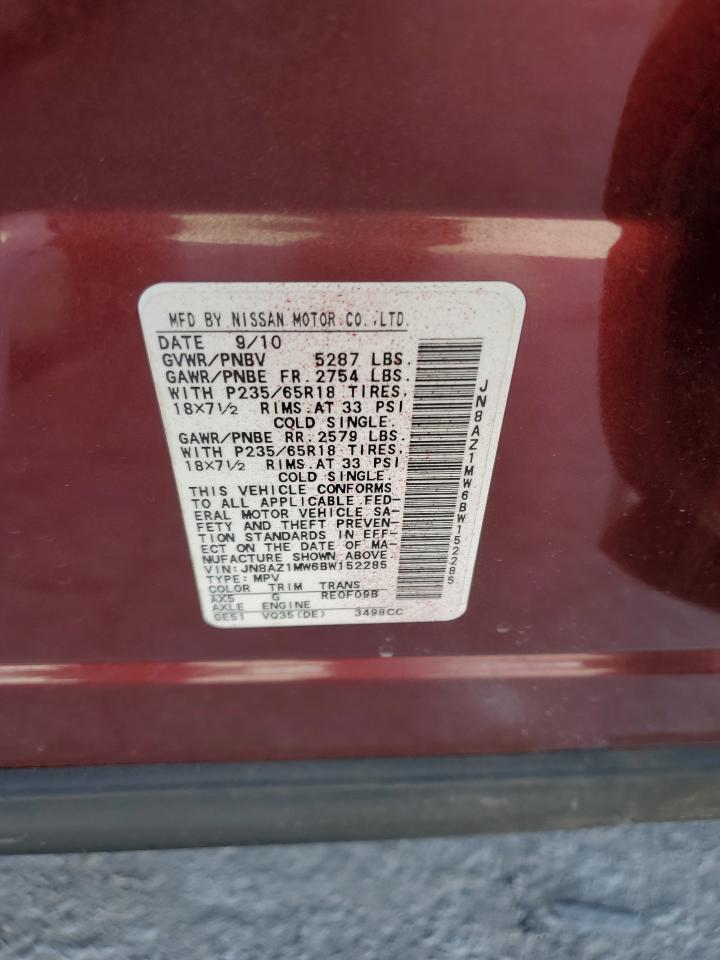 MFD BY NISSAN MOTOR CO.,LTD.
DATE 9/10
GVWR/PNBV 5287 LBS.
GAWR/PNBE FR. 2754 LBS.
WITH P235/65R18 TIRES,
18X7½ RIMS.AT 33 PSI
COLD SINGLE.
GAWR/PNBE RR. 2579 LBS.
WITH P235/65R18 TIRES,
18X7½ RIMS.AT 33 PSI
COLD SINGLE.
THIS VEHICLE CONFORMS
TO ALL APPLICABLE FED-
ERAL MOTOR VEHICLE SA-
FETY AND THEFT PREVEN-
TION STANDARDS IN EFF-
ECT ON THE DATE OF MA-
NUFACTURE SHOWN ABOVE.
VIN:JN8AZ1MW6BW152285
TYPE:MPV
COLOR TRIM TRANS
AX5 G RE0F09B
AXLE ENGINE
GE51 VQ35(DE) 3498CC
JN8AZ1MW6BW152285